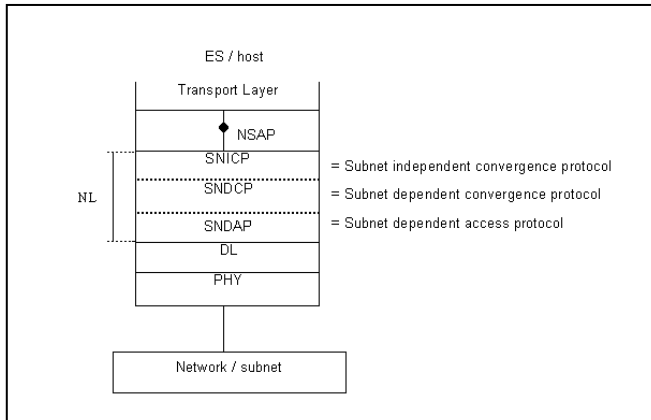 ES / host
Transport Layer
NSAP
SNICP
= Subnet independent convergence protocol
SNDCP
= Subnet dependent convergence protocol
NL
SNDAP
= Subnet dependent access protocol
DL
PHY
Network / subnet